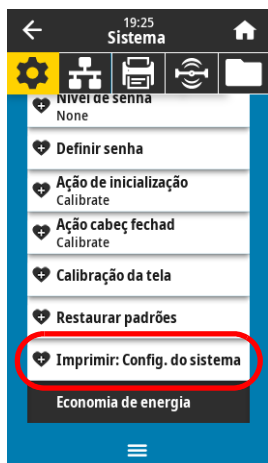 19:25
Sistema
Nível de senha
None
Definir senha
Ação de inicialização
Calibrate
Ação cabeç fechad
Calibrate
Calibração da tela
Restaurar padrões
Imprimir: Config. do sistema
Economia de energia